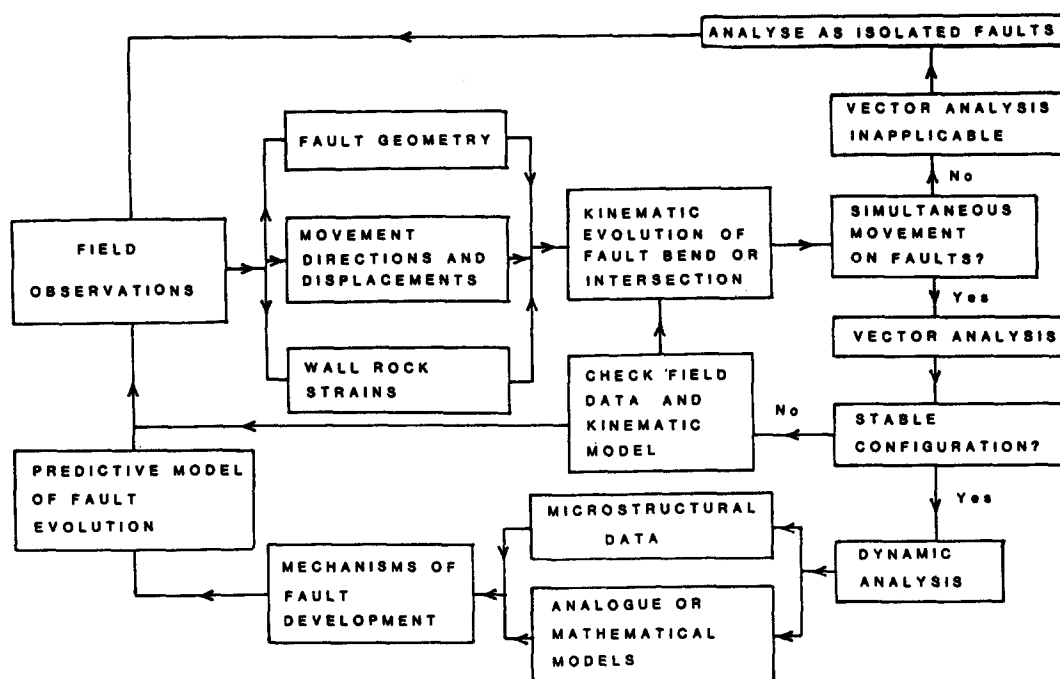 ANALYSE AS ISOLATED FAULTS
VECTOR ANALYSIS
INAPPLICABLE
No
FAULT GEOMETRY
FIELD
OBSERVATIONS
MOVEMENT
DIRECTIONS AND
DISPLACEMENTS
KINEMATIC
EVOLUTION OF
FAULT BEND OR
INTERSECTION
SIMULTANEOUS
MOVEMENT
ON FAULTS?
Yes
VECTOR ANALYSIS
WALL ROCK
STRAINS
CHECK FIELD
DATA AND
KINEMATIC
MODEL
No
STABLE
CONFIGURATION?
Yes
PREDICTIVE MODEL
OF FAULT
EVOLUTION
MICROSTRUCTURAL
DATA
DYNAMIC
ANALYSIS
MECHANISMS OF
FAULT
DEVELOPMENT
ANALOGUE OR
MATHEMATICAL
MODELS